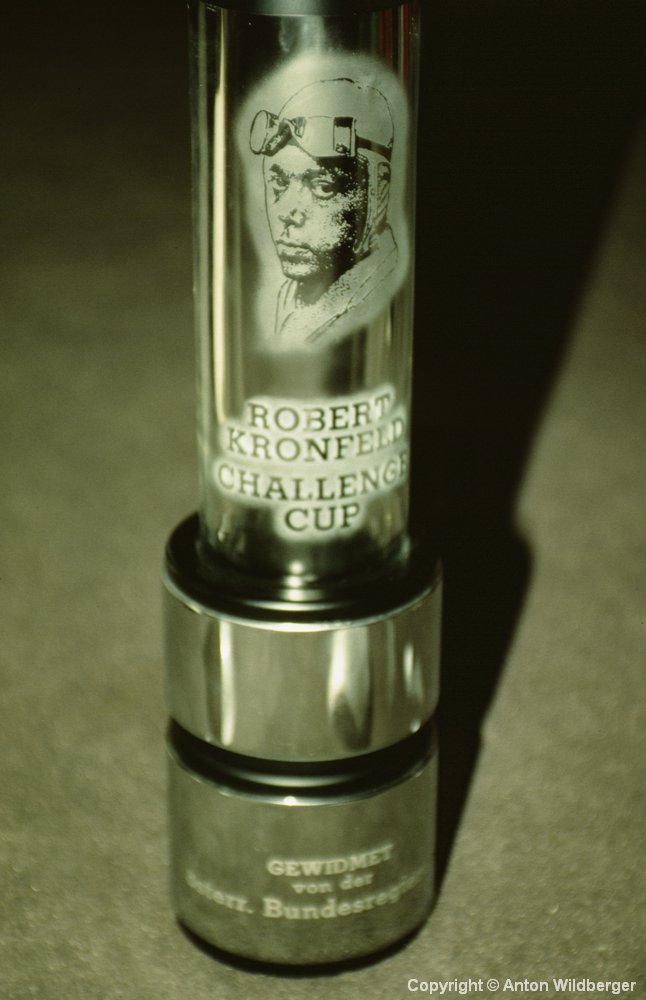 ROBERT
KRONFELD
CHALLENGE
CUP
GEWIDMET
von der
Bundesregi
Copyright © Anton Wildberger